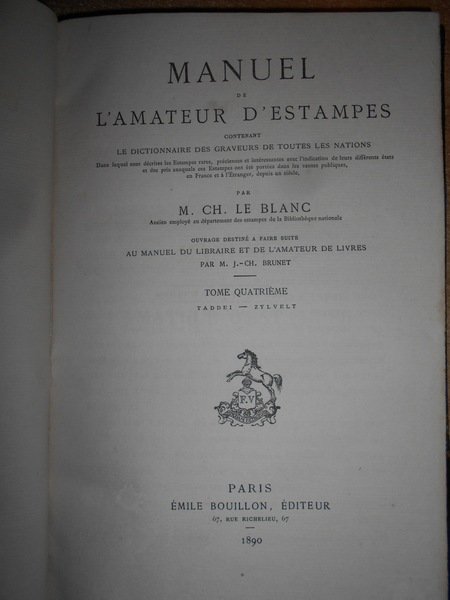 MANUEL
DE
L'AMATEUR D'ESTAMPES
CONTENANT
LE DICTIONNAIRE DES GRAVEURS DE TOUTES LES NATIONS
Dans lequel sont décrites les Estampes rares, précieuses et intéressantes avec l'indication de leurs différents états
et des prix auxquels ces Estampes ont été portées dans les ventes publiques,
en France et à l'Étranger, depuis un siècle,
PAR
M. CH. LE BLANC
Ancien employé au département des estampes de la Bibliothèque nationale
OUVRAGE DESTINÉ A FAIRE SUITE
AU MANUEL DU LIBRAIRE ET DE L'AMATEUR DE LIVRES
PAR M. J.-CH. BRUNET
TOME QUATRIÈME
TADDEI — ZYLVELT
F.V
PARIS
ÉMILE BOUILLON, ÉDITEUR
67, RUE RICHELIEU, 67
1890